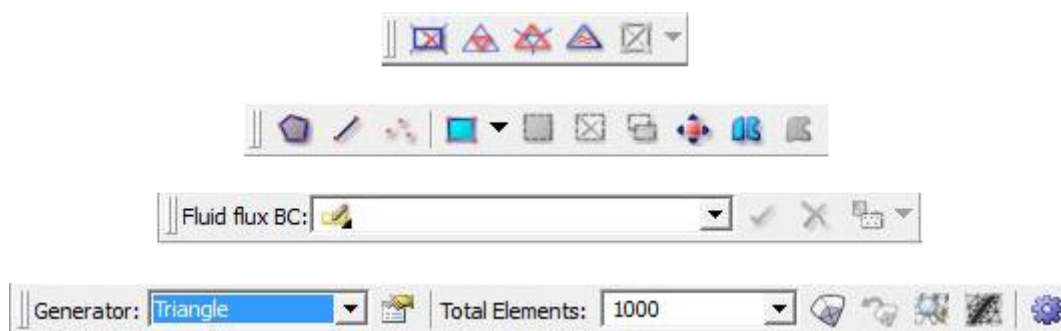 Fluid flux BC:
Generator: Triangle Total Elements: 1000